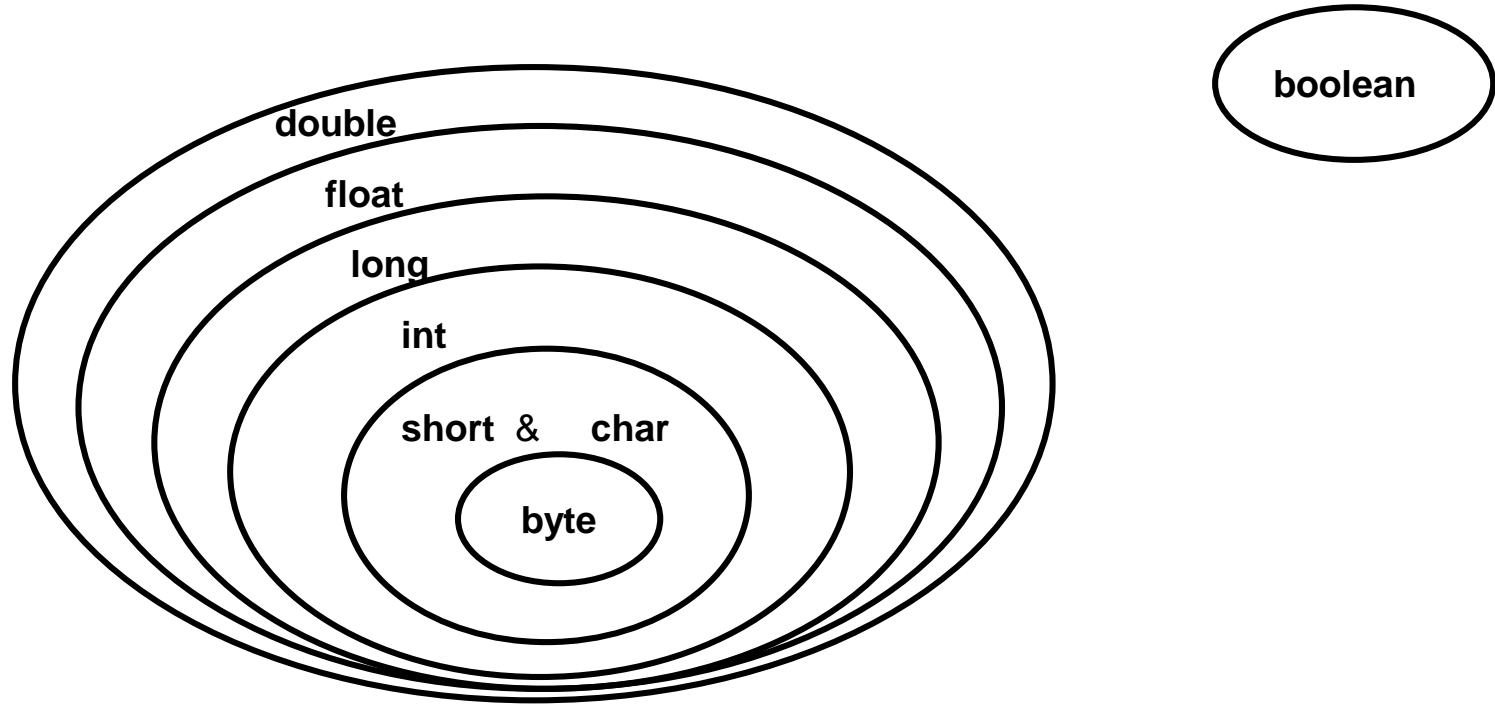 boolean
double
float
long
int
short & char
byte